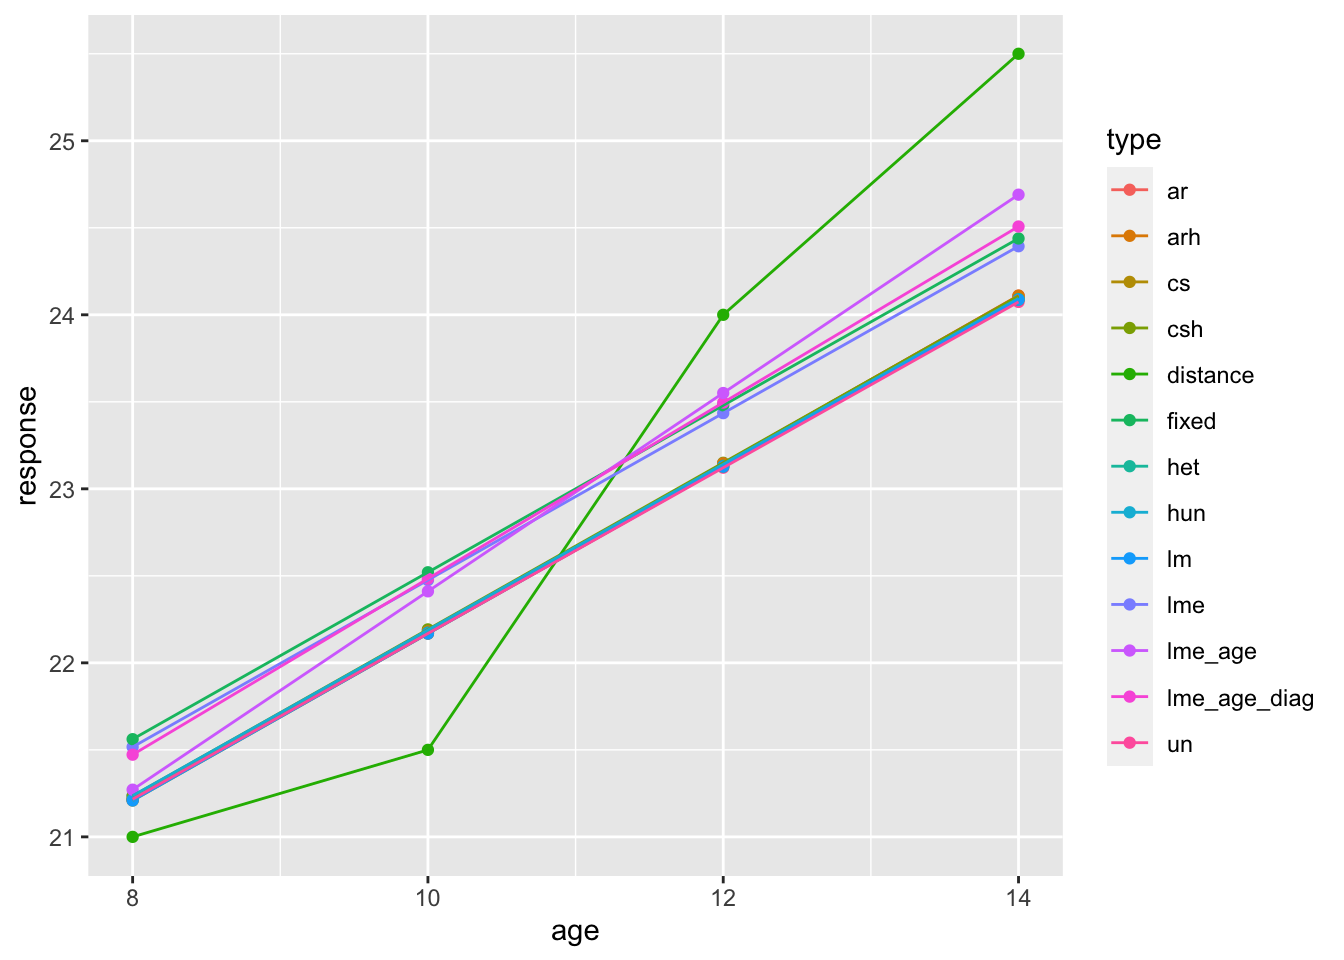 25
24
23
22
21
response
8 10 12 14
age
type
ar
arh
cs
csh
distance
fixed
het
hun
lm
lme
lme_age
lme_age_diag
un